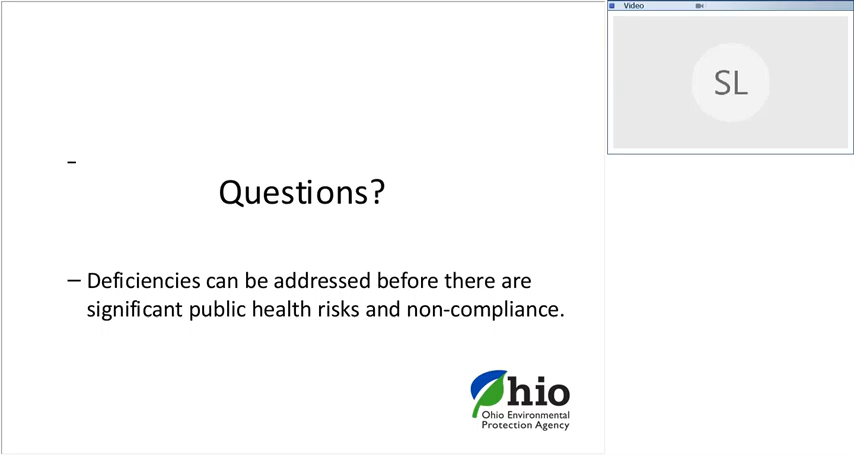 Video
SL
–
Questions?
– Deficiencies can be addressed before there are
significant public health risks and non-compliance.
Ohio
Ohio Environmental
Protection Agency